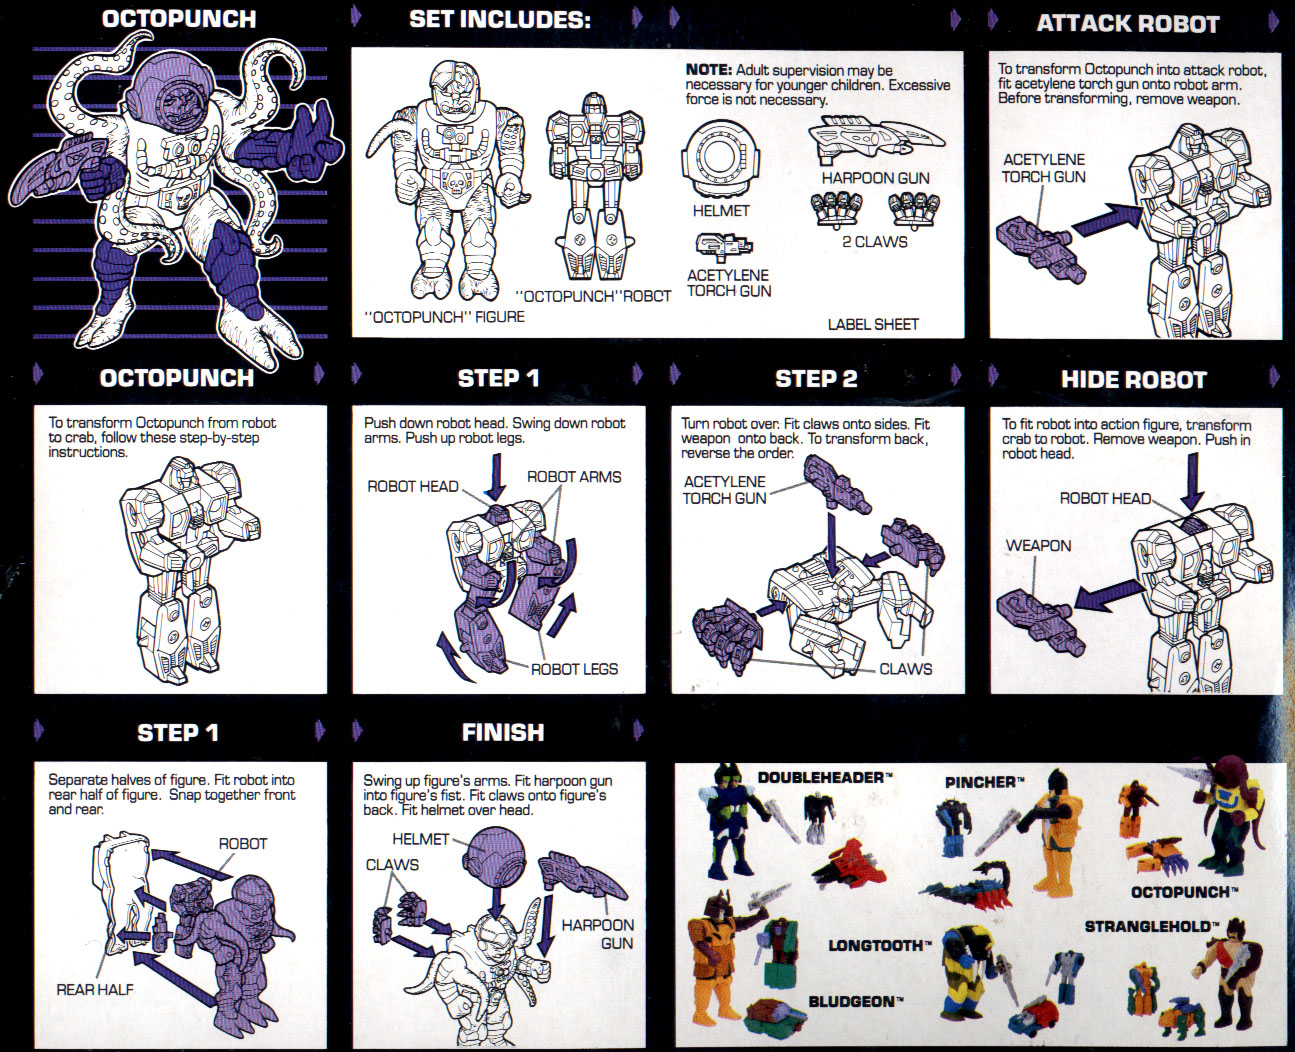 OCTOPUNCH
SET INCLUDES:
NOTE: Adult supervision may be
necessary for younger children. Excessive
force is not necessary.
"OCTOPUNCH" FIGURE
"OCTOPUNCH" ROBOT
HELMET
ACETYLENE
TORCH GUN
HARPOON GUN
2 CLAWS
LABEL SHEET
ATTACK ROBOT
To transform Octopunch into attack robot,
fit acetylene torch gun onto robot arm.
Before transforming, remove weapon.
ACETYLENE
TORCH GUN
OCTOPUNCH
To transform Octopunch from robot
to crab, follow these step-by-step
instructions.
STEP 1
Push down robot head. Swing down robot
arms. Push up robot legs.
ROBOT HEAD
ROBOT ARMS
ROBOT LEGS
STEP 2
Turn robot over. Fit claws onto sides. Fit
weapon onto back. To transform back,
reverse the order.
ACETYLENE
TORCH GUN
CLAWS
HIDE ROBOT
To fit robot into action figure, transform
crab to robot. Remove weapon. Push in
robot head.
ROBOT HEAD
WEAPON
STEP 1
Separate halves of figure. Fit robot into
rear half of figure. Snap together front
and rear.
ROBOT
REAR HALF
FINISH
Swing up figure's arms. Fit harpoon gun
into figure's fist. Fit claws onto figure's
back. Fit helmet over head.
HELMET
CLAWS
HARPOON
GUN
DOUBLEHEADER™
PINCHER™
OCTOPUNCH™
LONGTOOTH™
STRANGLEHOLD™
BLUDGEON™